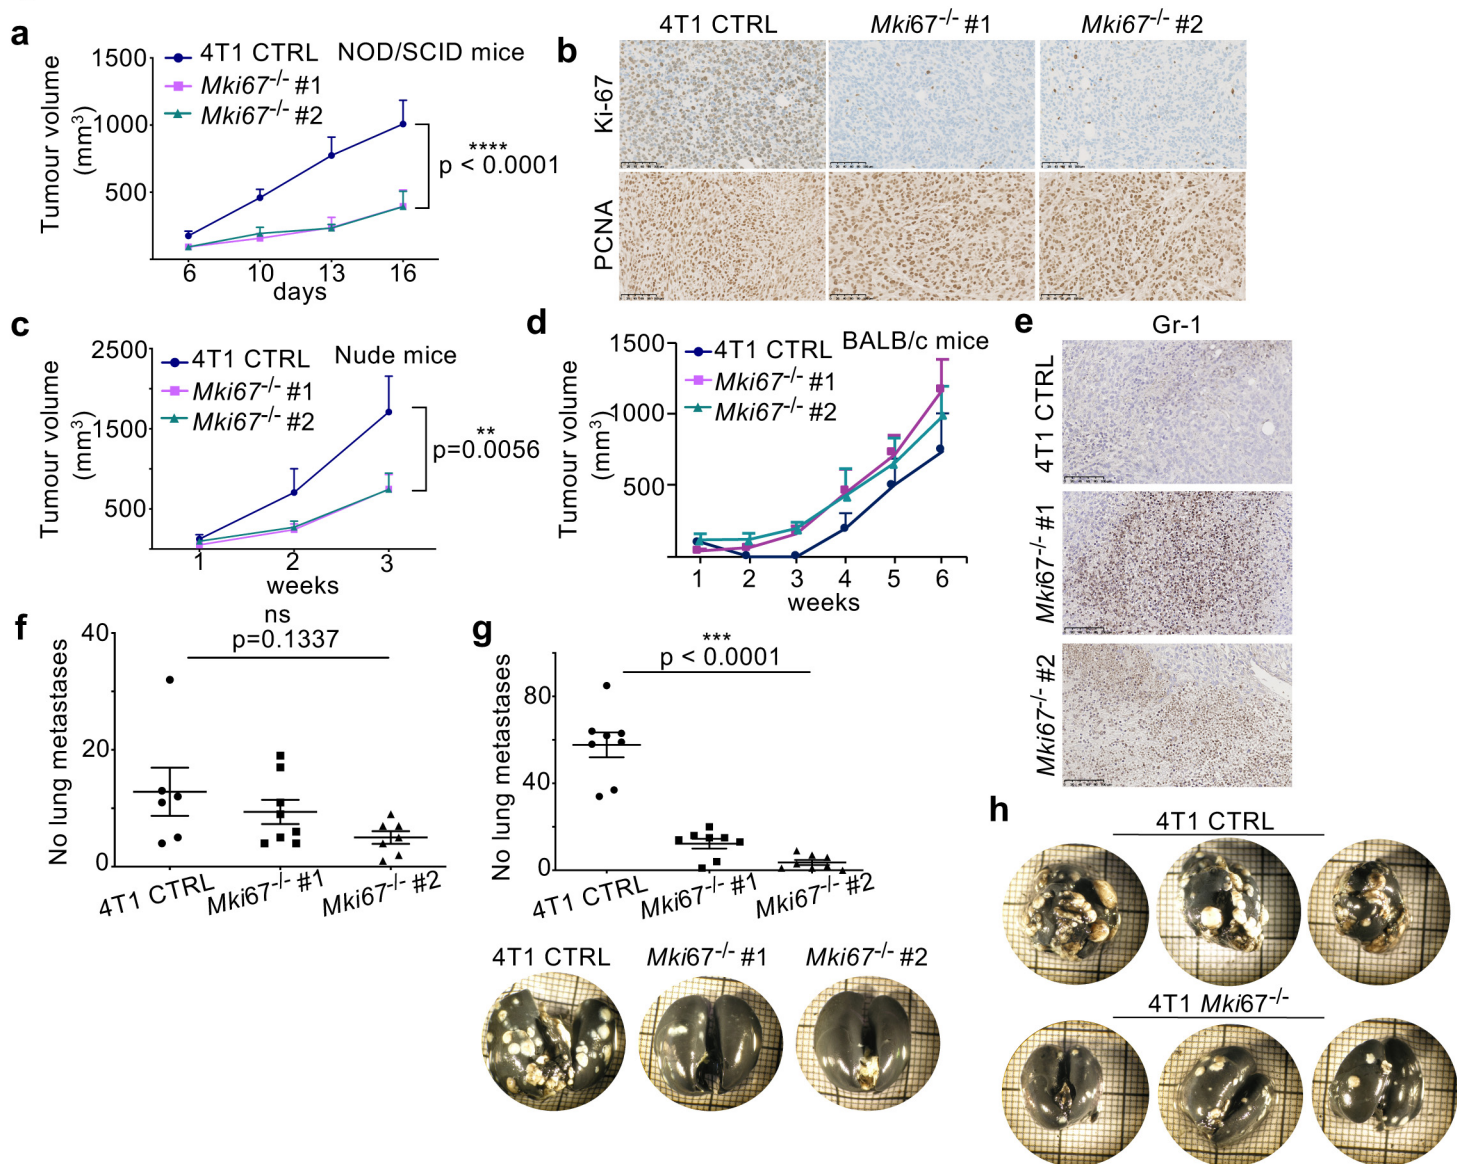 a
4T1 CTRL
NOD/SCID mice
Mki67-/- #1
Mki67-/- #2
Tumour volume
(mm3)
1500
1000
500
****
p < 0.0001
6 10 13 16
days
b
4T1 CTRL
Mki67-/- #1
Mki67-/- #2
Ki-67
PCNA
c
4T1 CTRL
Nude mice
Mki67-/- #1
Mki67-/- #2
Tumour volume
(mm3)
2500
1500
500
**
p=0.0056
1 2 3
weeks
d
4T1 CTRL
BALB/c mice
Mki67-/- #1
Mki67-/- #2
Tumour volume
(mm3)
1500
1000
500
1 2 3 4 5 6
weeks
e
Gr-1
4T1 CTRL
Mki67-/- #1
Mki67-/- #2
f
ns
p=0.1337
No lung metastases
40
20
0
4T1 CTRL
Mki67-/- #1
Mki67-/- #2
g
***
p < 0.0001
No lung metastases
80
40
0
4T1 CTRL
Mki67-/- #1
Mki67-/- #2
4T1 CTRL
Mki67-/- #1
Mki67-/- #2
h
4T1 CTRL
4T1 Mki67-/-